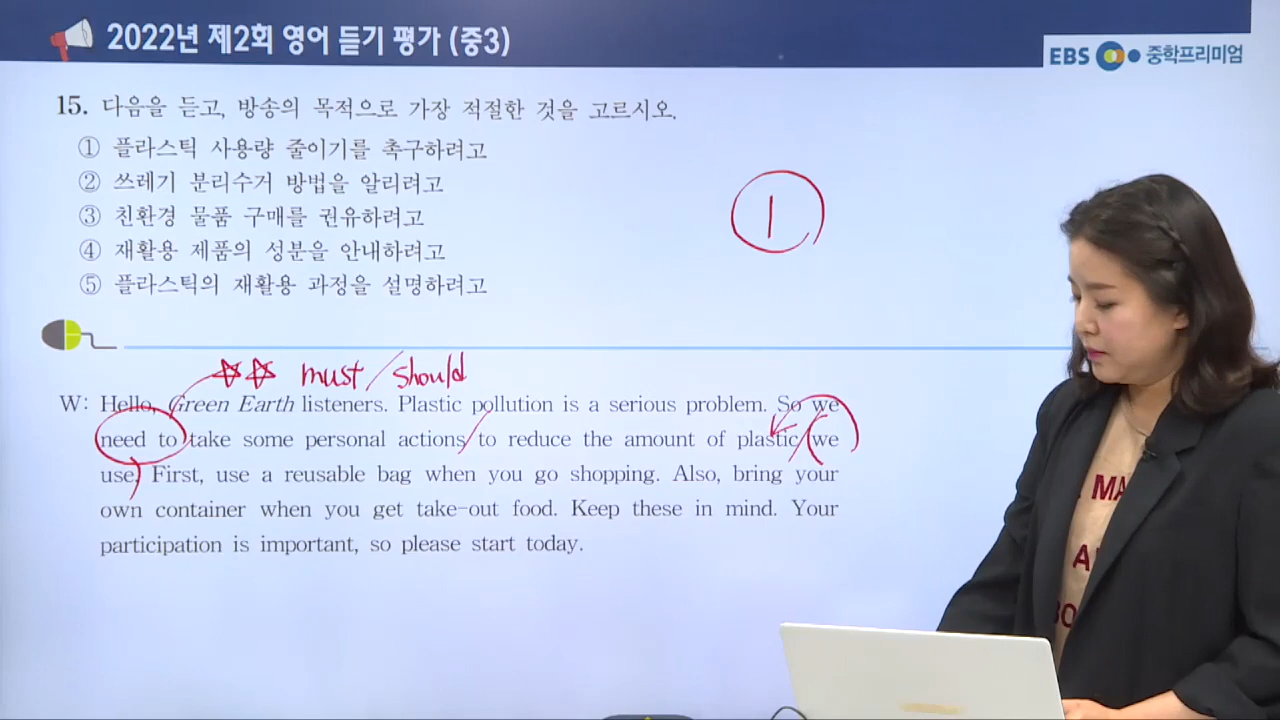 2022년 제2회 영어 듣기 평가 (중3)
EBS 중학프리미엄
15. 다음을 듣고, 방송의 목적으로 가장 적절한 것을 고르시오.
① 플라스틱 사용량 줄이기를 촉구하려고
② 쓰레기 분리수거 방법을 알리려고
③ 친환경 물품 구매를 권유하려고
④ 재활용 제품의 성분을 안내하려고
⑤ 플라스틱의 재활용 과정을 설명하려고
①
must/should
W: Hello, Green Earth listeners. Plastic pollution is a serious problem. So we
need to take some personal actions/to reduce the amount of plastic/(we
use.) First, use a reusable bag when you go shopping. Also, bring your
own container when you get take-out food. Keep these in mind. Your
participation is important, so please start today.
MA
A
BO